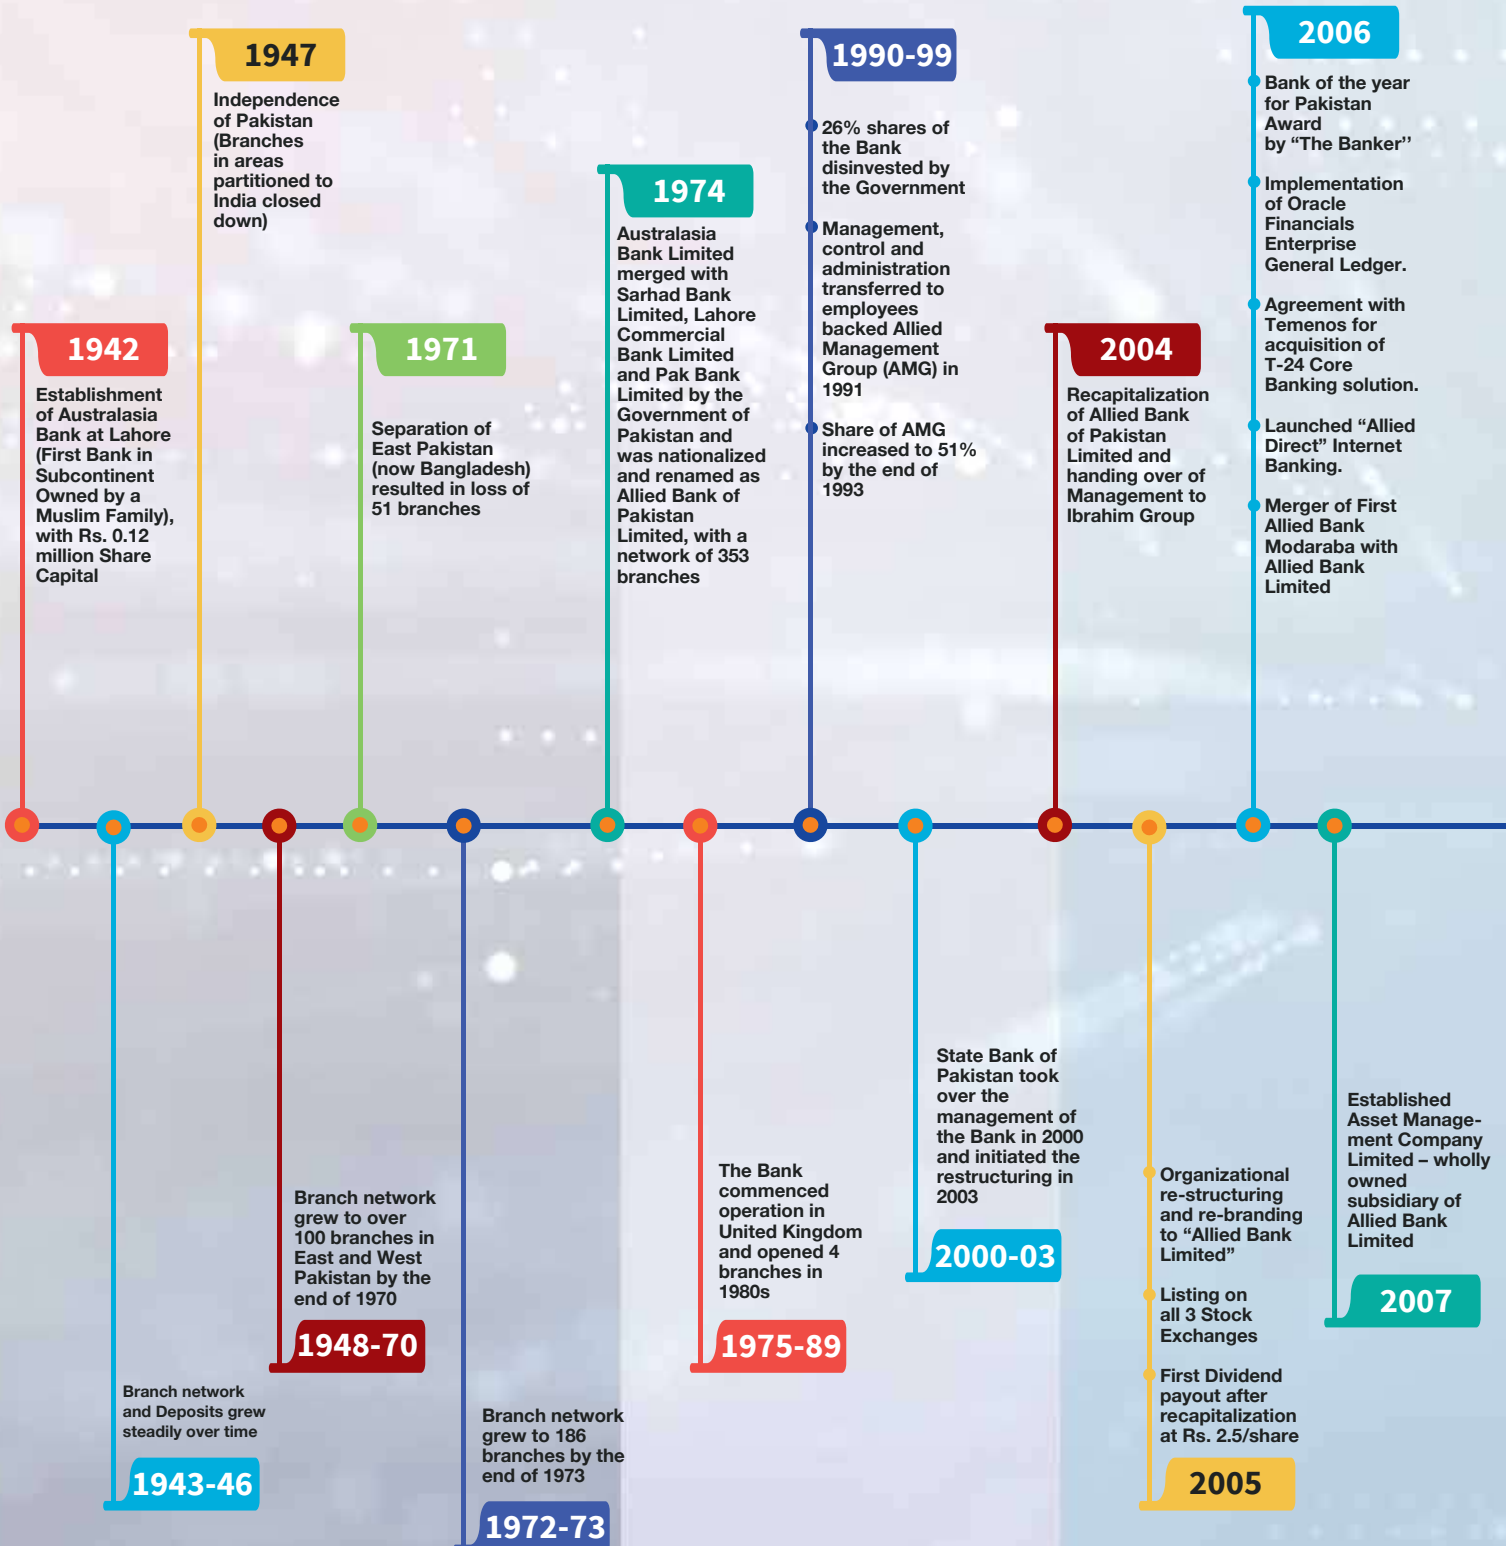 1942
Establishment
of Australasia
Bank at Lahore
(First Bank in
Subcontinent
Owned by a
Muslim Family),
with Rs. 0.12
million Share
Capital
Branch network
and Deposits grew
steadily over time
1943-46
1947
Independence
of Pakistan
(Branches
in areas
partitioned to
India closed
down)
Branch network
grew to over
100 branches in
East and West
Pakistan by the
end of 1970
1948-70
1971
Separation of
East Pakistan
(now Bangladesh)
resulted in loss of
51 branches
Branch network
grew to 186
branches by the
end of 1973
1972-73
1974
Australasia
Bank Limited
merged with
Sarhad Bank
Limited, Lahore
Commercial
Bank Limited
and Pak Bank
Limited by the
Government of
Pakistan and
was nationalized
and renamed as
Allied Bank of
Pakistan
Limited, with a
network of 353
branches
The Bank
commenced
operation in
United Kingdom
and opened 4
branches in
1980s
1975-89
1990-99
26% shares of
the Bank
disinvested by
the Government
Management,
control and
administration
transferred to
employees
backed Allied
Management
Group (AMG) in
1991
Share of AMG
increased to 51%
by the end of
1993
State Bank of
Pakistan took
over the
management of
the Bank in 2000
and initiated the
restructuring in
2003
2000-03
2004
Recapitalization
of Allied Bank
of Pakistan
Limited and
handing over of
Management to
Ibrahim Group
Organizational
re-structuring
and re-branding
to “Allied Bank
Limited”
Listing on
all 3 Stock
Exchanges
First Dividend
payout after
recapitalization
at Rs. 2.5/share
2005
2006
Bank of the year
for Pakistan
Award
by “The Banker’’
Implementation
of Oracle
Financials
Enterprise
General Ledger.
Agreement with
Temenos for
acquisition of
T-24 Core
Banking solution.
Launched “Allied
Direct” Internet
Banking.
Merger of First
Allied Bank
Modaraba with
Allied Bank
Limited
Established
Asset Manage-
ment Company
Limited – wholly
owned
subsidiary of
Allied Bank
Limited
2007